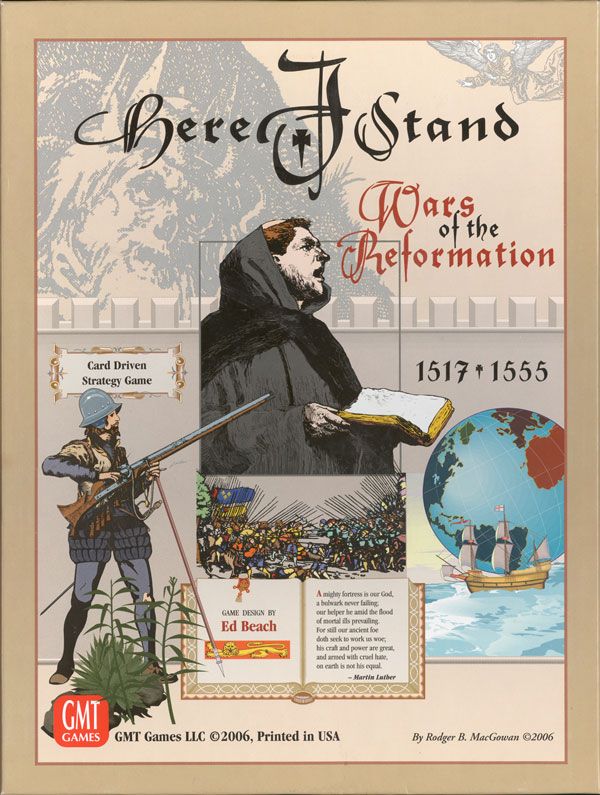 Here I Stand
Wars
of the
Reformation
Card Driven
Strategy Game
1517 1555
GAME DESIGN BY
Ed Beach
A mighty fortress is our God,
a bulwark never failing;
our helper he amid the flood
of mortal ills prevailing
For still our ancient foe
doth seek to work us woe;
his craft and power are great,
and armed with cruel hate,
on earth is not his equal.
– Martin Luther
GMT
GAMES
GMT Games LLC ©2006, Printed in USA
By Rodger B. MacGowan ©2006